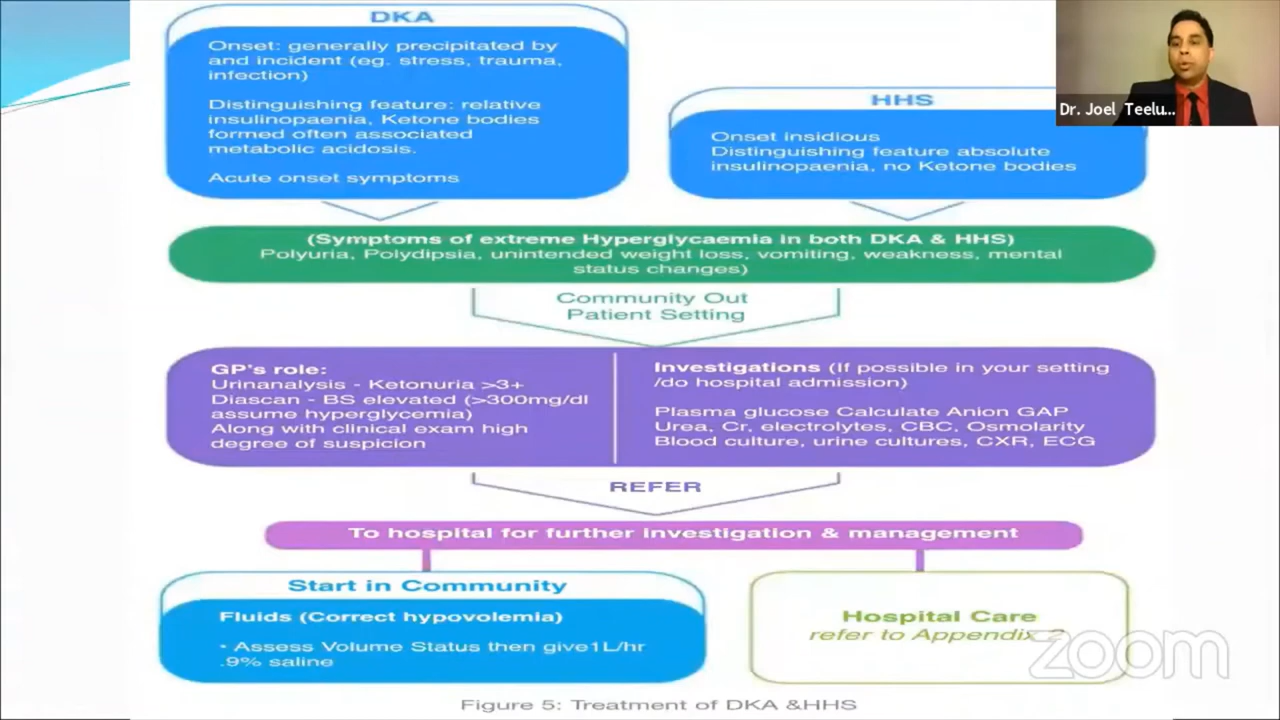 DKA
Onset: generally precipitated by
and incident (eg. stress, trauma,
infection)
Distinguishing feature: relative
insulinopaenia, Ketone bodies
formed often associated
metabolic acidosis.
Acute onset symptoms
HHS
Onset insidious
Distinguishing feature absolute
insulinopaenia, no Ketone bodies
Dr. Joel Teelu...
(Symptoms of extreme Hyperglycaemia in both DKA & HHS)
Polyuria, Polydipsia, unintended weight loss, vomiting, weakness, mental
status changes)
Community Out
Patient Setting
GP's role:
Urinanalysis - Ketonuria >3+
Diascan - BS elevated (>300mg/dl
assume hyperglycemia)
Along with clinical exam high
degree of suspicion
Investigations (If possible in your setting
/do hospital admission)
Plasma glucose Calculate Anion GAP
Urea, Cr, electrolytes, CBC, Osmolarity
Blood culture, urine cultures, CXR, ECG
REFER
To hospital for further investigation & management
Start in Community
Fluids (Correct hypovolemia)
• Assess Volume Status then give1L/hr
.9% saline
Hospital Care
refer to Appendix
zoom
Figure 5: Treatment of DKA &HHS